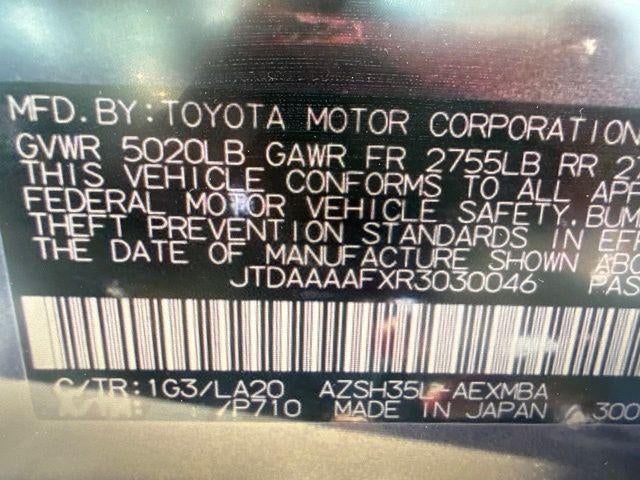 MFD. BY: TOYOTA MOTOR CORPORATION
GVWR 5020LB GAWR FR 2755LB RR
THIS VEHICLE CONFORMS TO ALL
FEDERAL MOTOR VEHICLE SAFETY,
THEFT PREVENTION STANDARDS IN
THE DATE OF MANUFACTURE SHOWN
JTDAAAAFXR3030046
C/TR: 1G3/LA20 AZSH35L-AEXMBA
/P710 MADE IN JAPAN